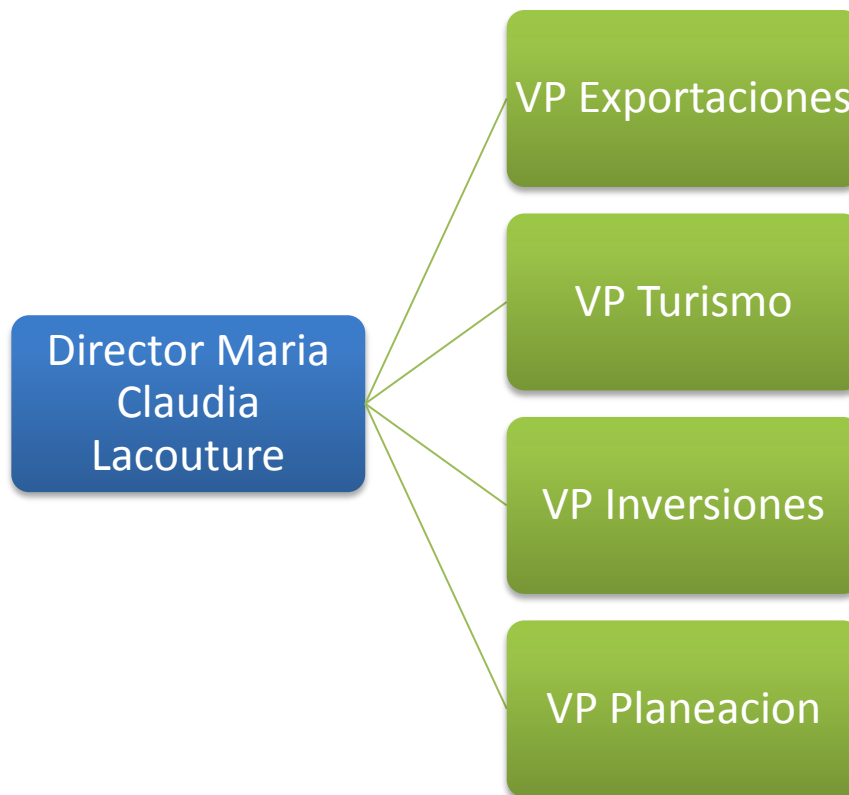 Director Maria
Claudia
Lacouture
VP Exportaciones
VP Turismo
VP Inversiones
VP Planeacion